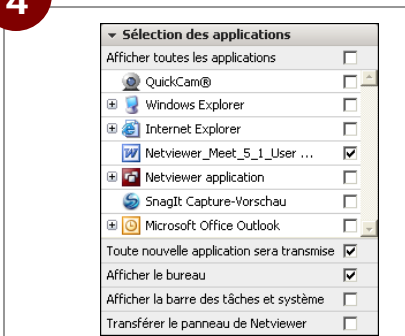 4
Sélection des applications
Afficher toutes les applications
QuickCam®
Windows Explorer
Internet Explorer
Netviewer_Meet_5_1_User ...
Netviewer application
SnagIt Capture-Vorschau
Microsoft Office Outlook
Toute nouvelle application sera transmise
Afficher le bureau
Afficher la barre des tâches et système
Transférer le panneau de Netviewer